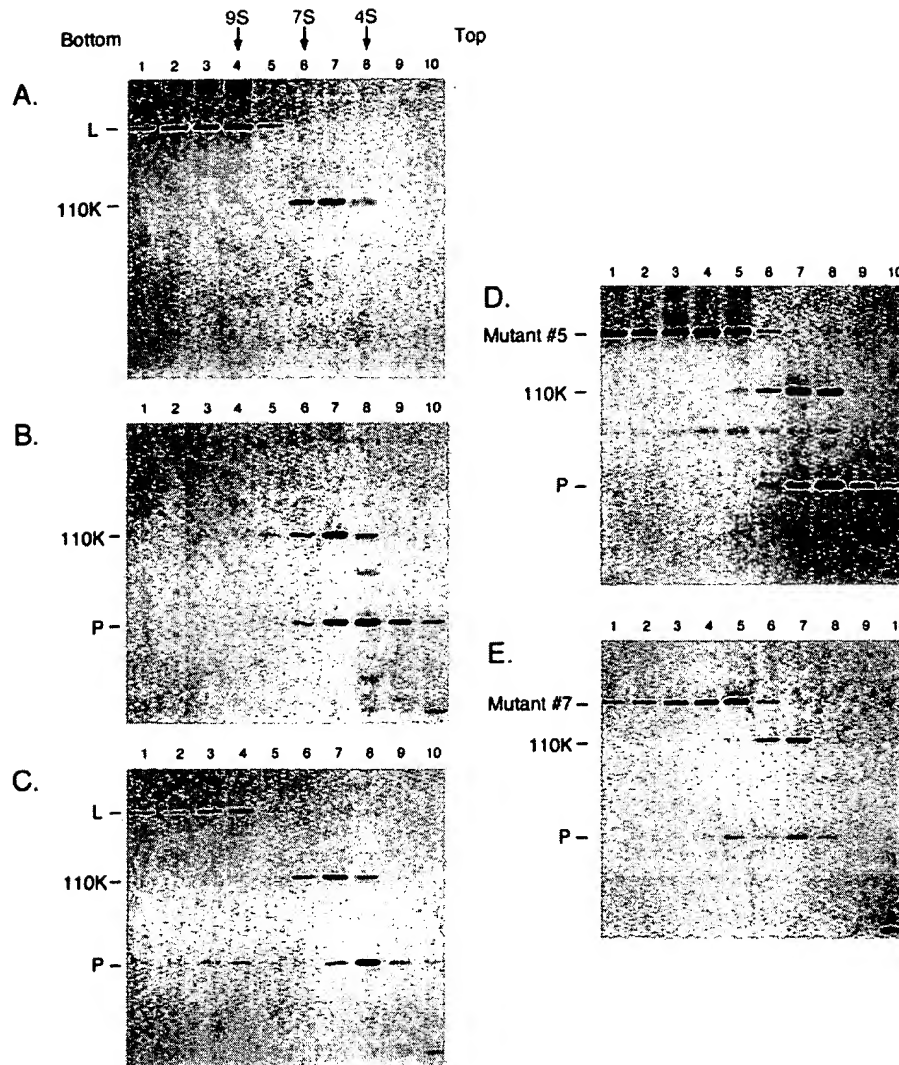 9S 7S 4S
Bottom Top
1 2 3 4 5 6 7 8 9 10
A.
L –
110K –
1 2 3 4 5 6 7 8 9 10
B.
110K –
P –
1 2 3 4 5 6 7 8 9 10
C.
L –
110K –
P –
1 2 3 4 5 6 7 8 9 10
D.
Mutant #5 –
110K –
P –
1 2 3 4 5 6 7 8 9 1
E.
Mutant #7 –
110K –
P –